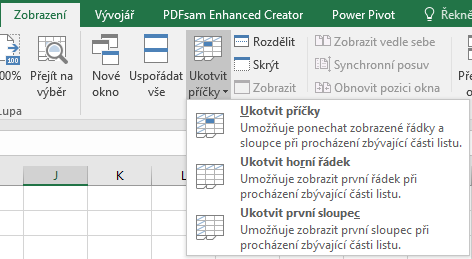 Zobrazení Vývojář PDFsam Enhanced Creator Power Pivot Řekně
00% Přejít na výběr Nové okno Uspořádat vše Ukotvit příčky Rozdělit Zobrazit vedle sebe
Skrýt Synchronní posuv
Zobrazit Obnovit pozici okna
Lupa
Ukotvit příčky
Umožňuje ponechat zobrazené řádky a
sloupce při procházení zbývající části listu.
Ukotvit horní řádek
Umožňuje zobrazit první řádek při
procházení zbývající části listu.
Ukotvit první sloupec
Umožňuje zobrazit první sloupec při
procházení zbývající části listu.
J K L